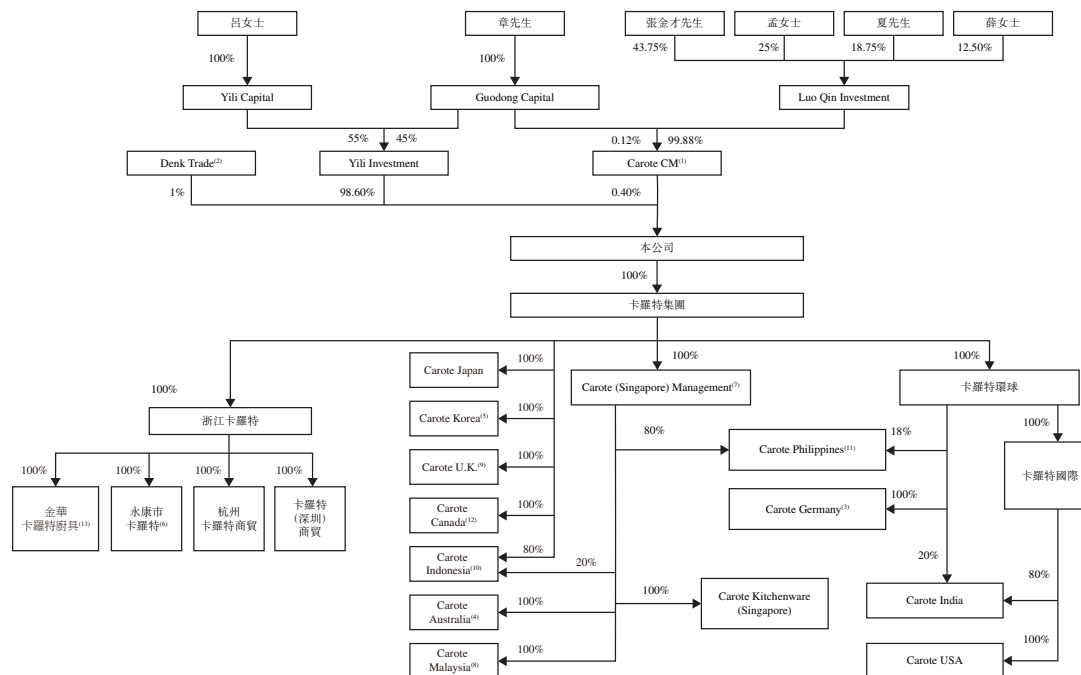 呂女士
章先生
張金才先生
孟女士
夏先生
薛女士
100%
100%
43.75%
25%
18.75%
12.50%
Yili Capital
Guodong Capital
Luo Qin Investment
55%
45%
0.12%
99.88%
Denk Trade(2)
Yili Investment
Carote CM(1)
1%
98.60%
0.40%
本公司
100%
卡羅特集團
100%
100%
100%
100%
Carote Japan
Carote (Singapore) Management(7)
卡羅特環球
浙江卡羅特
100%
Carote Korea(5)
80%
18%
100%
Carote Philippines(11)
100%
100%
100%
100%
100%
Carote U.K.(9)
卡羅特國際
金華
卡羅特廚具(13)
永康市
卡羅特(6)
杭州
卡羅特商貿
卡羅特
(深圳)
商貿
100%
Carote
Canada(12)
100%
Carote Germany(3)
80%
Carote
Indonesia(10)
20%
20%
80%
100%
Carote
Australia(4)
100%
Carote Kitchenware
(Singapore)
Carote India
100%
Carote
Malaysia(8)
100%
Carote USA